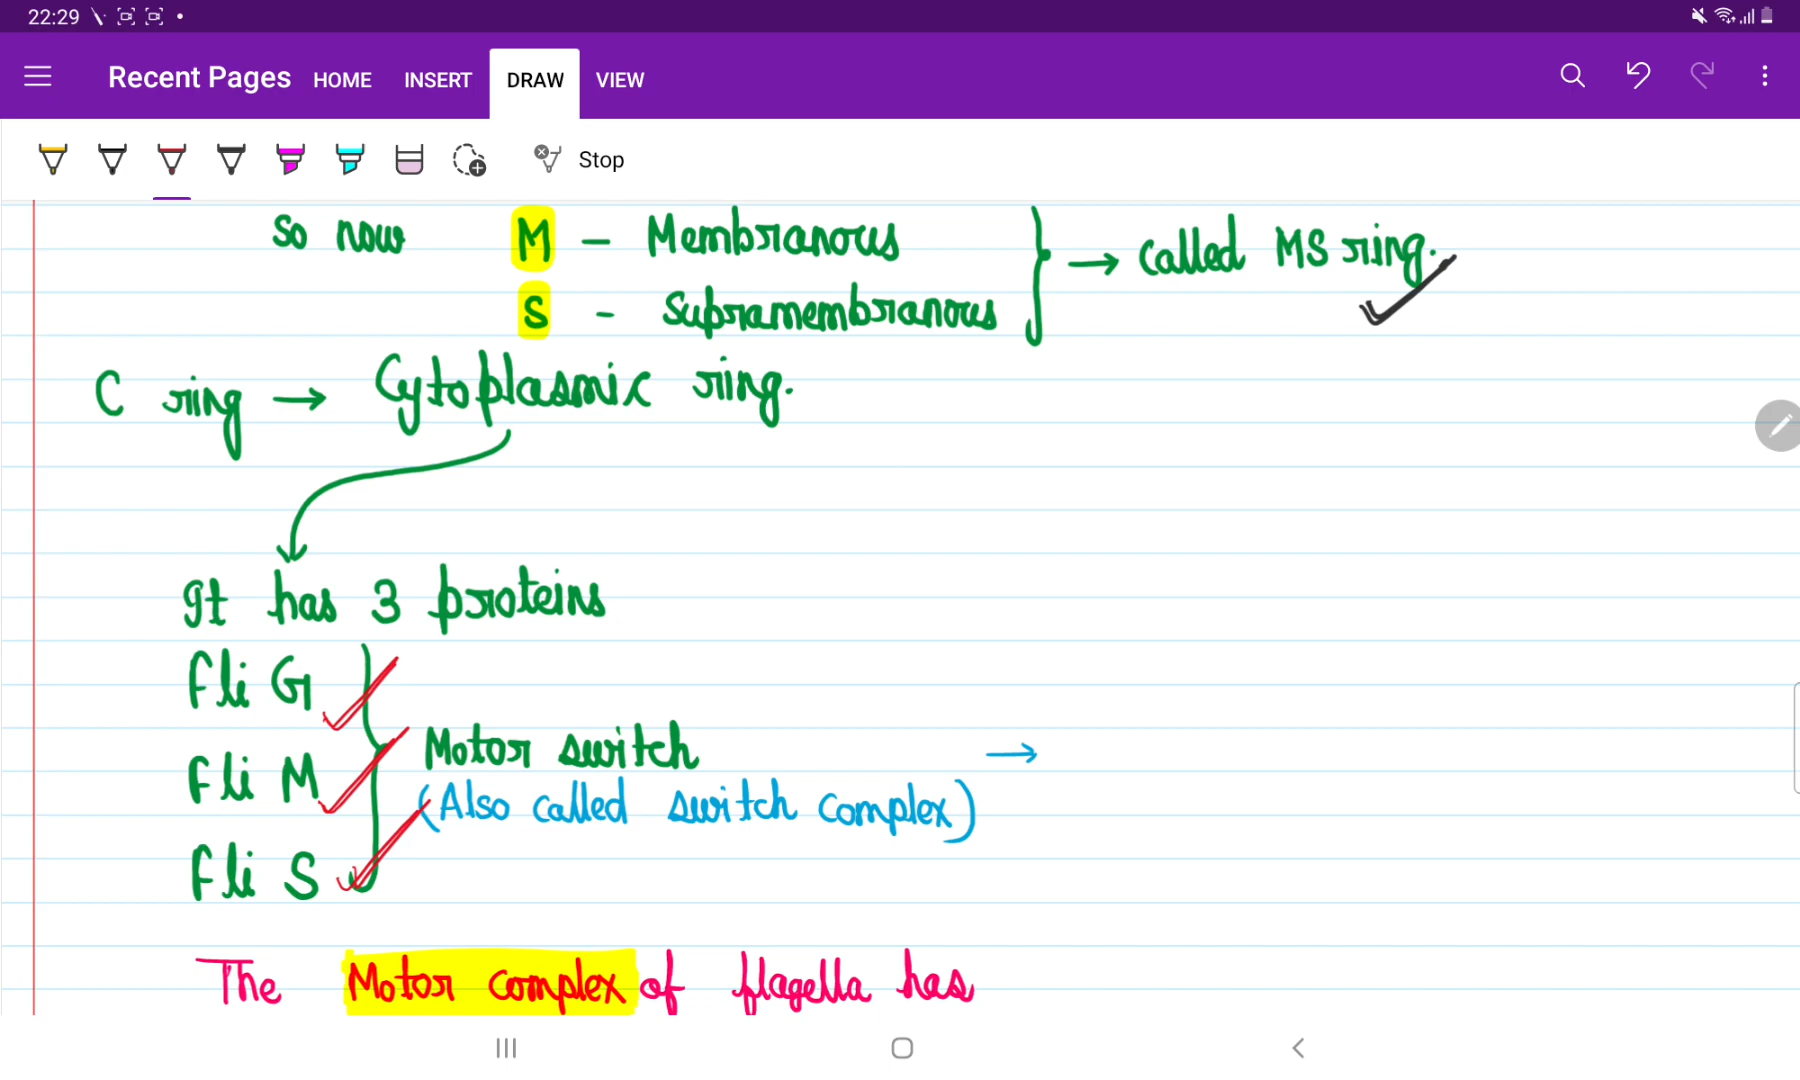 22:29
Recent Pages HOME INSERT DRAW VIEW
Stop
So now M - Membranous
S - Supramembranous
→ called MS ring.
C ring → Cytoplasmic ring.
It has 3 proteins
Fli G
Fli M
Fli S
Motor switch →
(Also called switch complex)
The Motor complex of flagella has